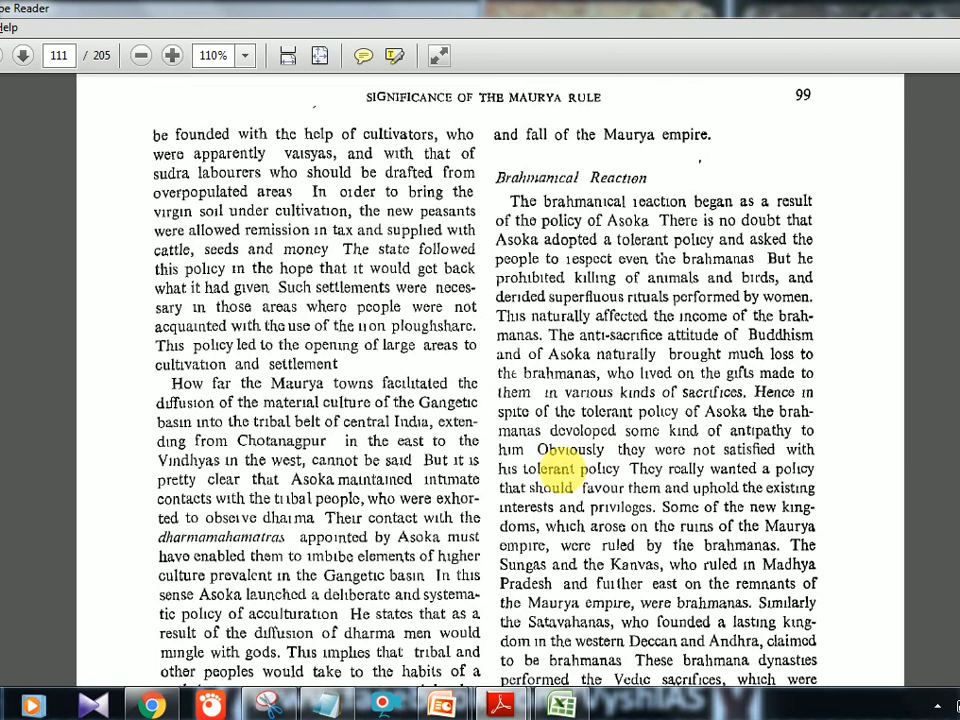 be Reader
Help
111 / 205
110%
SIGNIFICANCE OF THE MAURYA RULE
99
be founded with the help of cultivators, who
were apparently vaisyas, and with that of
sudra labourers who should be drafted from
overpopulated areas In order to bring the
virgin soil under cultivation, the new peasants
were allowed remission in tax and supplied with
cattle, seeds and money The state followed
this policy in the hope that it would get back
what it had given Such settlements were neces-
sary in those areas where people were not
acquainted with the use of the iron ploughshare.
This policy led to the opening of large areas to
cultivation and settlement
How far the Maurya towns facilitated the
diffusion of the material culture of the Gangetic
basin into the tribal belt of central India, exten-
ding from Chotanagpur in the east to the
Vindhyas in the west, cannot be said But it is
pretty clear that Asoka maintained intimate
contacts with the tribal people, who were exhor-
ted to observe dharma Their contact with the
dharmamahamatras appointed by Asoka must
have enabled them to imbibe elements of higher
culture prevalent in the Gangetic basin In this
sense Asoka launched a deliberate and systema-
tic policy of acculturation He states that as a
result of the diffusion of dharma men would
mingle with gods. This implies that tribal and
other peoples would take to the habits of a
and fall of the Maurya empire.
Brahmanical Reaction
The brahmanical reaction began as a result
of the policy of Asoka There is no doubt that
Asoka adopted a tolerant policy and asked the
people to respect even the brahmanas But he
prohibited killing of animals and birds, and
derided superfluous rituals performed by women.
This naturally affected the income of the brah-
manas. The anti-sacrifice attitude of Buddhism
and of Asoka naturally brought much loss to
the brahmanas, who lived on the gifts made to
them in various kinds of sacrifices. Hence in
spite of the tolerant policy of Asoka the brah-
manas developed some kind of antipathy to
him Obviously they were not satisfied with
his tolerant policy They really wanted a policy
that should favour them and uphold the existing
interests and privileges. Some of the new king-
doms, which arose on the ruins of the Maurya
empire, were ruled by the brahmanas. The
Sungas and the Kanvas, who ruled in Madhya
Pradesh and further east on the remnants of
the Maurya empire, were brahmanas. Similarly
the Satavahanas, who founded a lasting king-
dom in the western Deccan and Andhra, claimed
to be brahmanas These brahmana dynasties
performed the Vedic sacrifices, which were